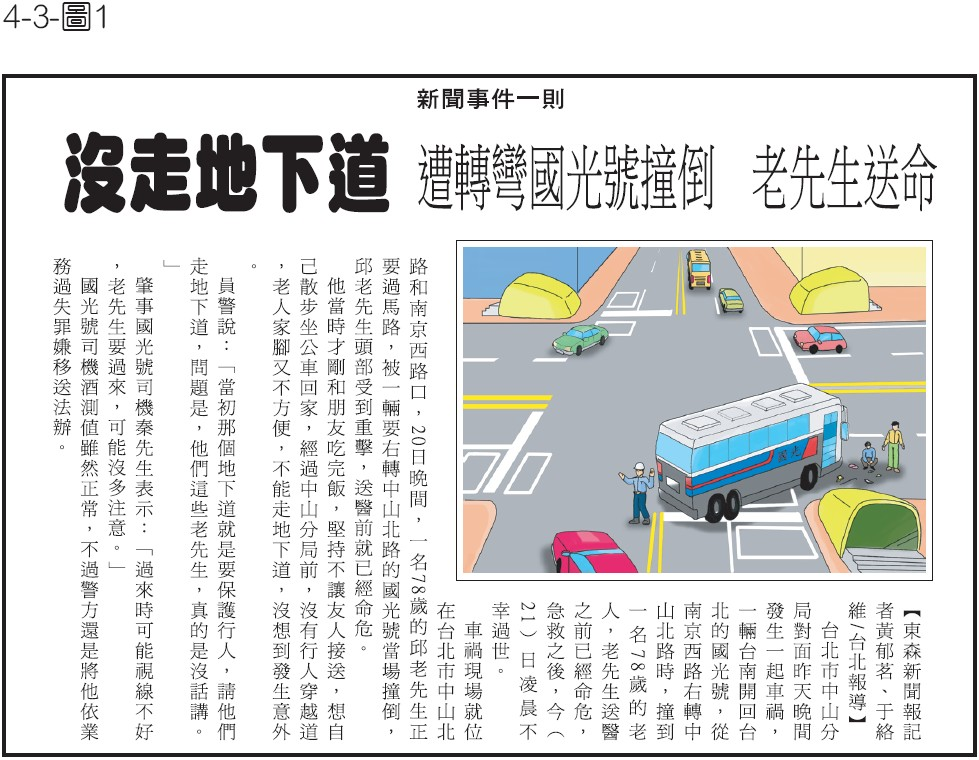 4-3-圖1
新聞事件一則
沒走地下道 遭轉彎國光號撞倒 老先生送命
【東森新聞報記
者黃郁茗、于絡
維/台北報導】
台北市中山分
局對面昨天晚間
發生一起車禍，
一輛台南開回台
北的國光號，從
南京西路右轉中
山北路時，撞到
一名78歲的老
人，老先生送醫
之前已經命危，
急救之後，今（
21）日凌晨不
幸過世。
車禍現場就位
在台北市中山北
路和南京西路口，20日晚間，一名78歲的邱老先生正
要過馬路，被一輛要右轉中山北路的國光號當場撞倒，
邱老先生頭部受到重擊，送醫前就已經命危。
他當時才剛和朋友吃完飯，堅持不讓友人接送，想自
己散步坐公車回家，經過中山分局前，沒有行人穿越道
，老人家腳又不方便，不能走地下道，沒想到發生意外
。
員警說：「當初那個地下道就是要保護行人，請他們
走地下道，問題是，他們這些老先生，真的是沒話講。
」
肇事國光號司機秦先生表示：「過來時可能視線不好
，老先生要過來，可能沒多注意。」
國光號司機酒測值雖然正常，不過警方還是將他依業
務過失罪嫌移送法辦。